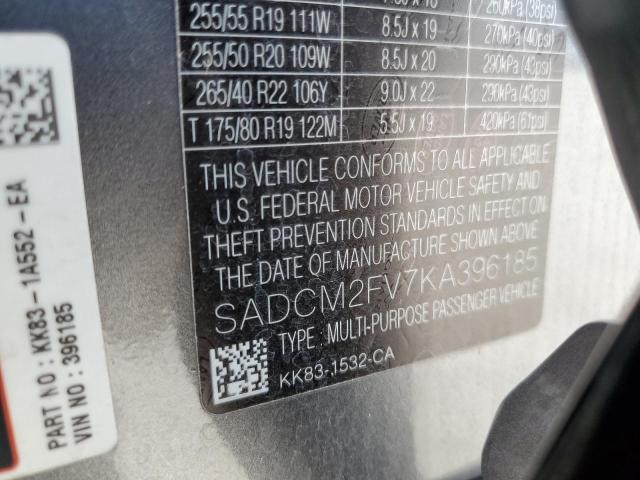 255/55 R19 111W 8.5J x 19 270kPa (40psi)
255/50 R20 109W 8.5J x 20 290kPa (43psi)
265/40 R22 106Y 9.0J x 22 290kPa (43psi)
T 175/80 R19 122M 5.5J x 19 420kPa (61psi)
THIS VEHICLE CONFORMS TO ALL APPLICABLE
U.S. FEDERAL MOTOR VEHICLE SAFETY AND
THEFT PREVENTION STANDARDS IN EFFECT ON
THE DATE OF MANUFACTURE SHOWN ABOVE
SADCM2FV7KA396185
TYPE: MULTI-PURPOSE PASSENGER VEHICLE
KK83-1532-CA
PART NO : KK83-1A552-EA
VIN NO : 396185